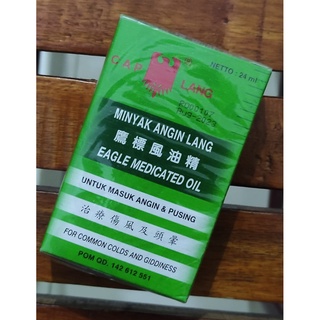 CAP LANG
NETTO : 24 ml
MINYAK ANGIN LANG
鷹標風油精
EAGLE MEDICATED OIL
UNTUK MASUK ANGIN & PUSING
治療傷風及頭暈
FOR COMMON COLDS AND GIDDINESS
POM QD. 142 612 551